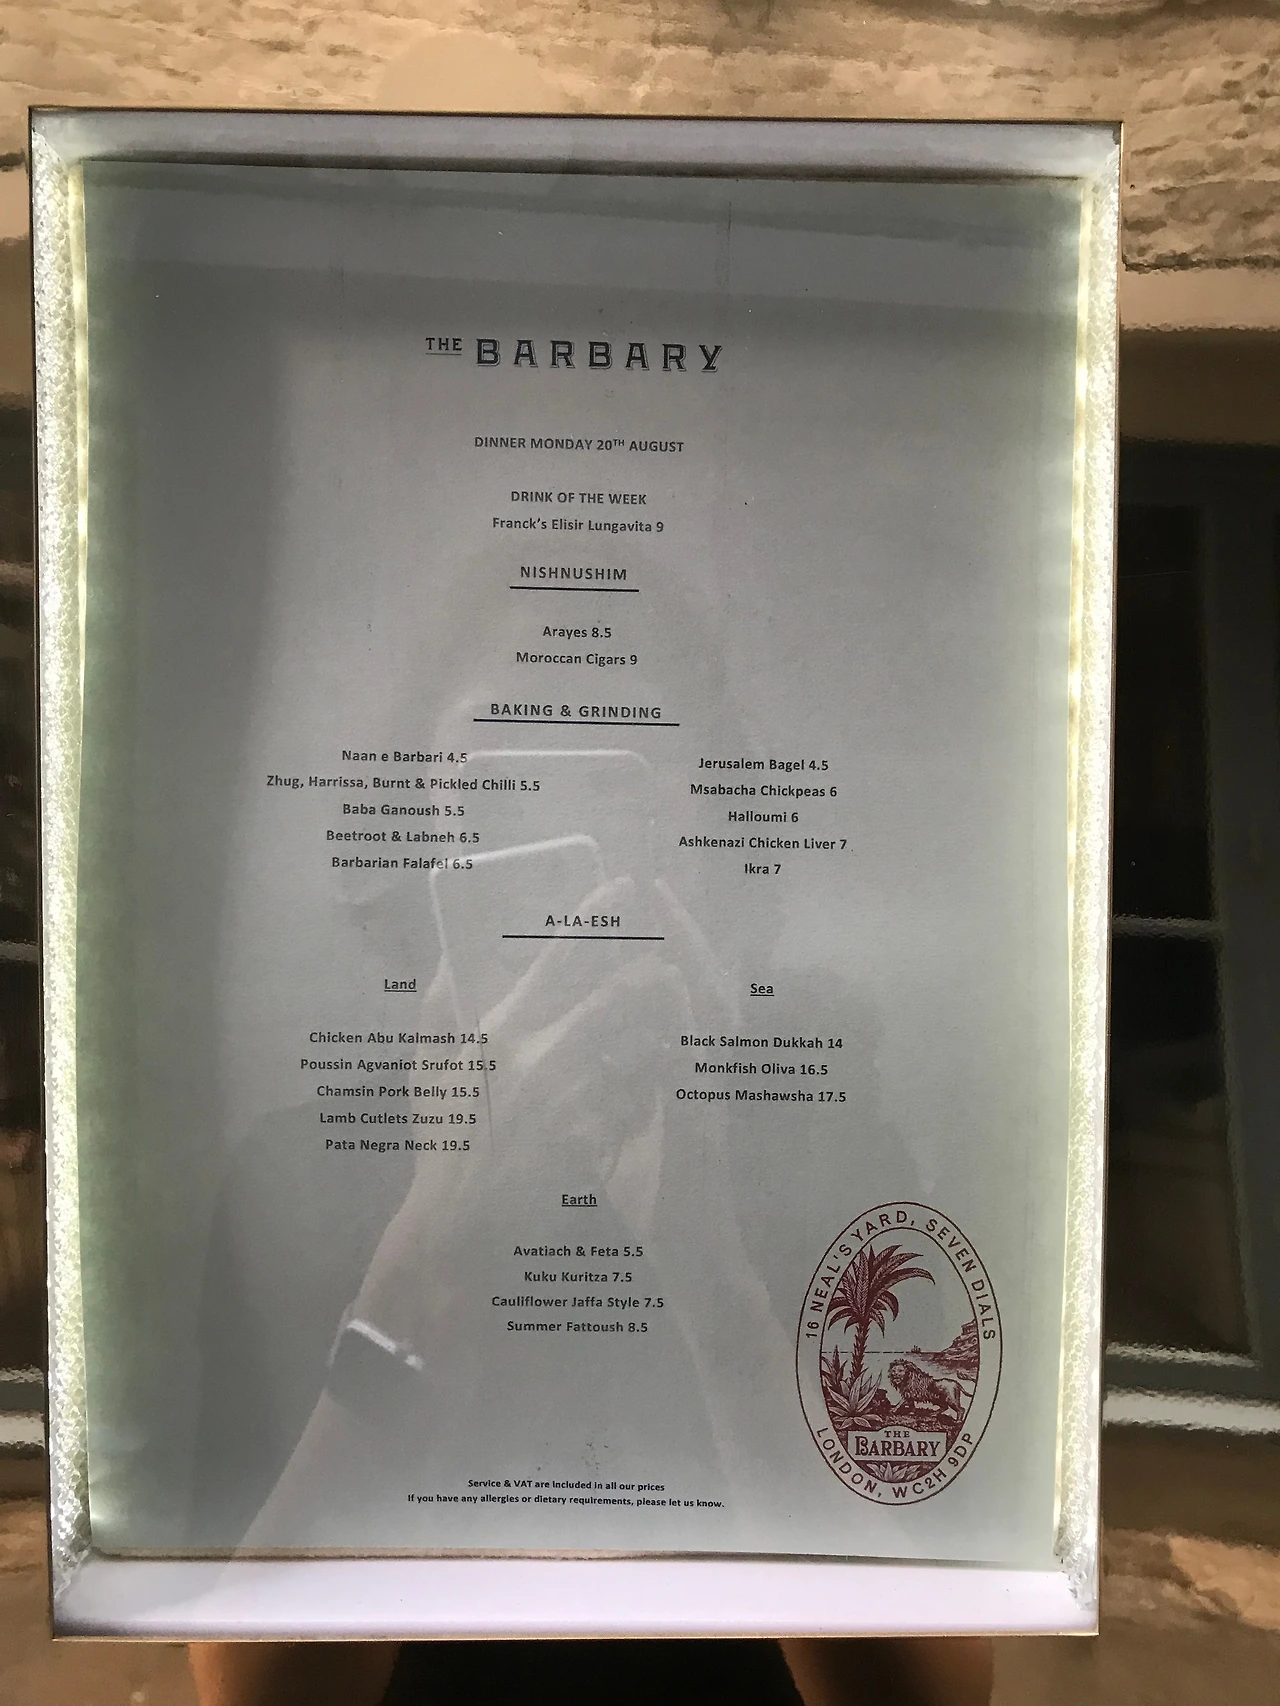 THE BARBARY
DINNER MONDAY 20TH AUGUST
DRINK OF THE WEEK
Franck's Elisir Lungavita 9
NISHNUSHIM
Arayes 8.5
Moroccan Cigars 9
BAKING & GRINDING
Naan e Barbari 4.5
Zhug, Harrissa, Burnt & Pickled Chilli 5.5
Baba Ganoush 5.5
Beetroot & Labneh 6.5
Barbarian Falafel 6.5
Jerusalem Bagel 4.5
Msabacha Chickpeas 6
Halloumi 6
Ashkenazi Chicken Liver 7
Ikra 7
A-LA-ESH
Land
Chicken Abu Kalmash 14.5
Poussin Agvaniot Srufot 15.5
Chamsin Pork Belly 15.5
Lamb Cutlets Zuzu 19.5
Pata Negra Neck 19.5
Sea
Black Salmon Dukkah 14
Monkfish Oliva 16.5
Octopus Mashawsha 17.5
Earth
Avatiach & Feta 5.5
Kuku Kuritza 7.5
Cauliflower Jaffa Style 7.5
Summer Fattoush 8.5
16 NEAL'S YARD, SEVEN DIALS
THE
BARBARY
LONDON, WC2H 9DP
Service & VAT are included in all our prices
If you have any allergies or dietary requirements, please let us know.